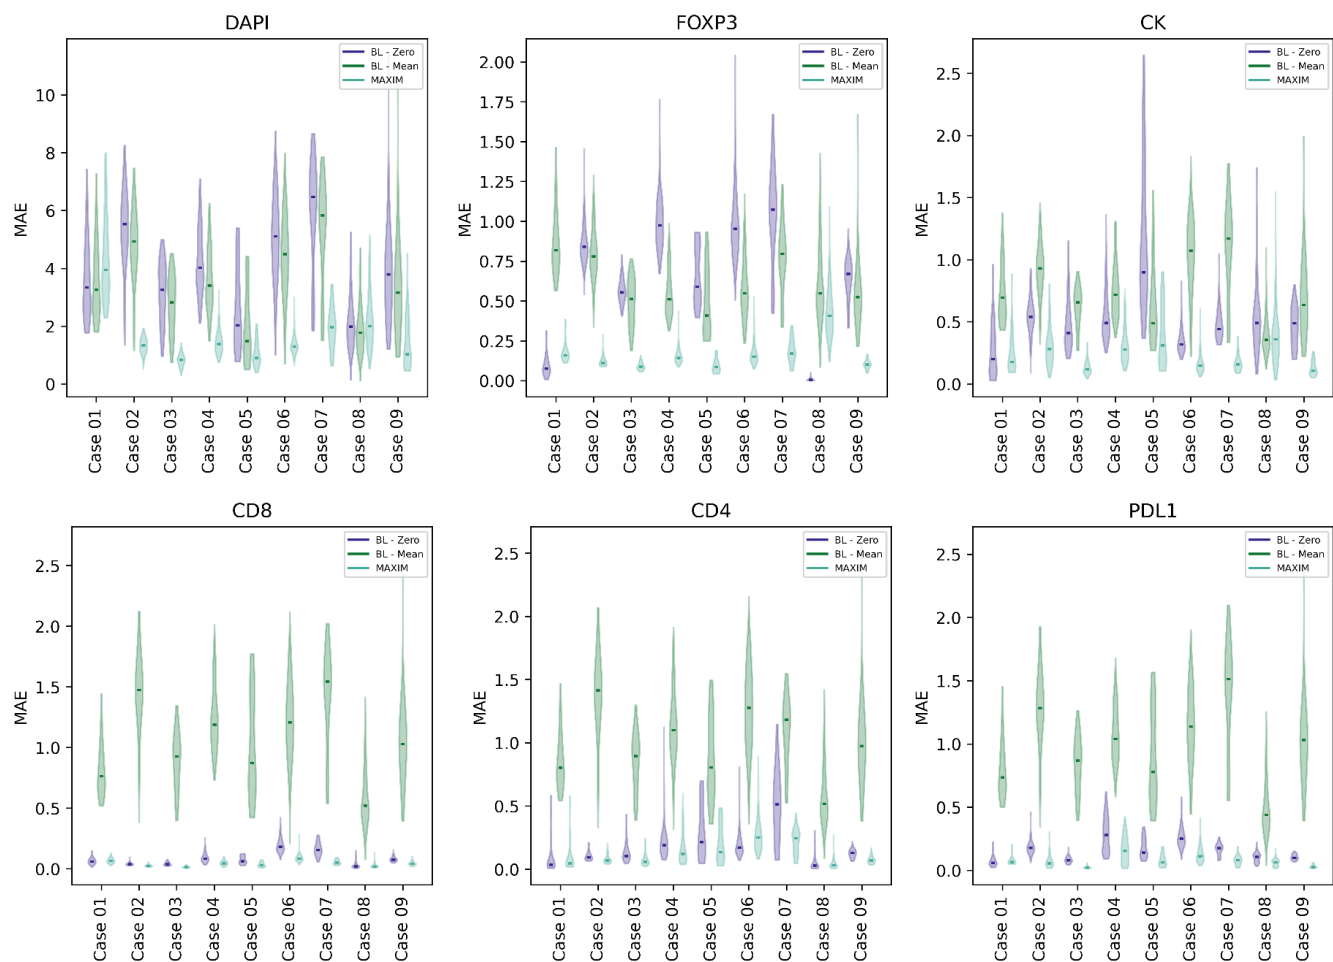 DAPI
MAE
10
8
6
4
2
0
BL - Zero
BL - Mean
MAXIM
Case 01
Case 02
Case 03
Case 04
Case 05
Case 06
Case 07
Case 08
Case 09
FOXP3
MAE
2.00
1.75
1.50
1.25
1.00
0.75
0.50
0.25
0.00
BL - Zero
BL - Mean
MAXIM
Case 01
Case 02
Case 03
Case 04
Case 05
Case 06
Case 07
Case 08
Case 09
CK
MAE
2.5
2.0
1.5
1.0
0.5
0.0
BL - Zero
BL - Mean
MAXIM
Case 01
Case 02
Case 03
Case 04
Case 05
Case 06
Case 07
Case 08
Case 09
CD8
MAE
2.5
2.0
1.5
1.0
0.5
0.0
BL - Zero
BL - Mean
MAXIM
Case 01
Case 02
Case 03
Case 04
Case 05
Case 06
Case 07
Case 08
Case 09
CD4
MAE
2.5
2.0
1.5
1.0
0.5
0.0
BL - Zero
BL - Mean
MAXIM
Case 01
Case 02
Case 03
Case 04
Case 05
Case 06
Case 07
Case 08
Case 09
PDL1
MAE
2.5
2.0
1.5
1.0
0.5
0.0
BL - Zero
BL - Mean
MAXIM
Case 01
Case 02
Case 03
Case 04
Case 05
Case 06
Case 07
Case 08
Case 09